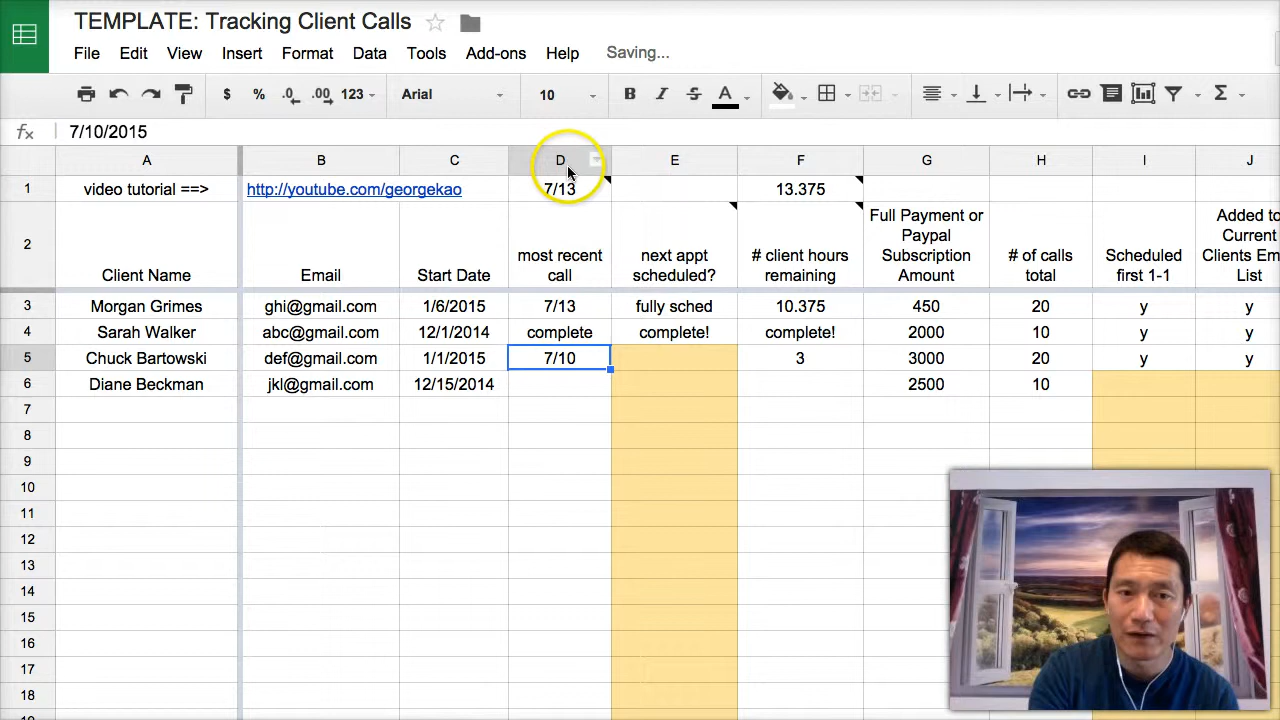 TEMPLATE: Tracking Client Calls
File Edit View Insert Format Data Tools Add-ons Help Saving...
$ % .0 .00 123 Arial 10 B I S A Σ
fx 7/10/2015
A B C D E F G H I J
1 video tutorial ==> http://youtube.com/georgekao 7/13 13.375
2 Client Name Email Start Date most recent call next appt scheduled? # client hours remaining Full Payment or Paypal Subscription Amount # of calls total Scheduled first 1-1 Added to Current Clients Em List
3 Morgan Grimes ghi@gmail.com 1/6/2015 7/13 fully sched 10.375 450 20 y y
4 Sarah Walker abc@gmail.com 12/1/2014 complete complete! complete! 2000 10 y y
5 Chuck Bartowski def@gmail.com 1/1/2015 7/10 3 3000 20 y y
6 Diane Beckman jkl@gmail.com 12/15/2014 2500 10
7
8
9
10
11
12
13
14
15
16
17
18